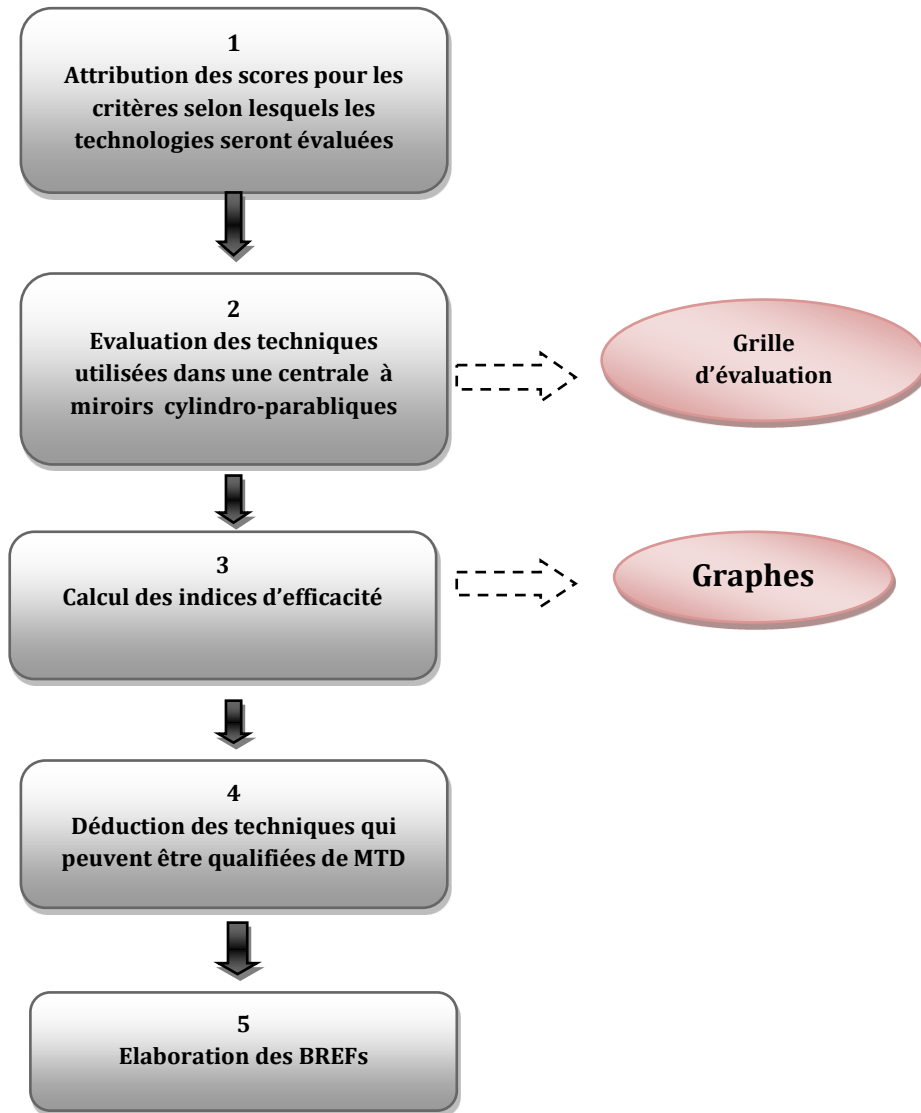 1
Attribution des scores pour les
critères selon lesquels les
technologies seront évaluées
2
Evaluation des techniques
utilisées dans une centrale à
miroirs cylindro-parabliques
Grille
d’évaluation
3
Calcul des indices d’efficacité
Graphes
4
Déduction des techniques qui
peuvent être qualifiées de MTD
5
Elaboration des BREFs